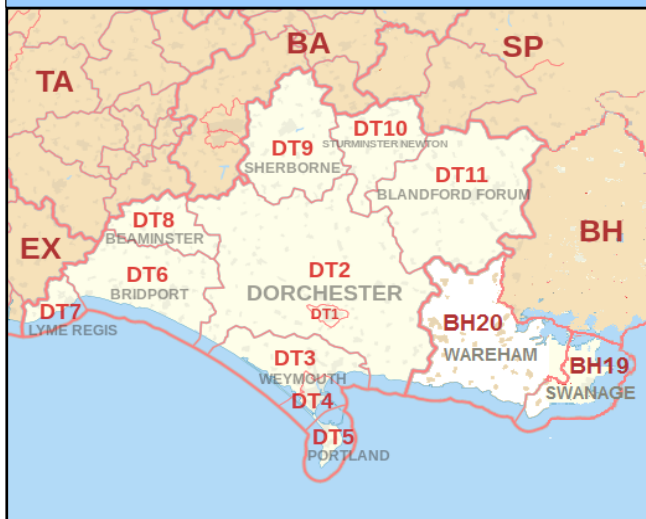 BA
SP
TA
DT9
SHERBORNE
DT10
STURMINSTER NEWTON
DT11
BLANDFORD FORUM
DT8
BEAMINSTER
EX
BH
DT6
BRIDPORT
DT2
DORCHESTER
DT7
LYME REGIS
DT1
BH20
WAREHAM
DT3
WEYMOUTH
BH19
SWANAGE
DT4
DT5
PORTLAND